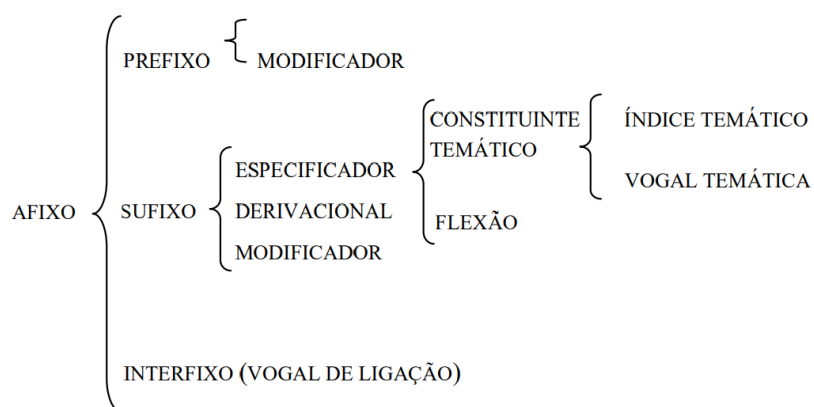 PREFIXO MODIFICADOR
CONSTITUINTE TEMÁTICO
ÍNDICE TEMÁTICO
VOGAL TEMÁTICA
AFIXO
SUFIXO
ESPECIFICADOR
DERIVACIONAL
MODIFICADOR
FLEXÃO
INTERFIXO (VOGAL DE LIGAÇÃO)